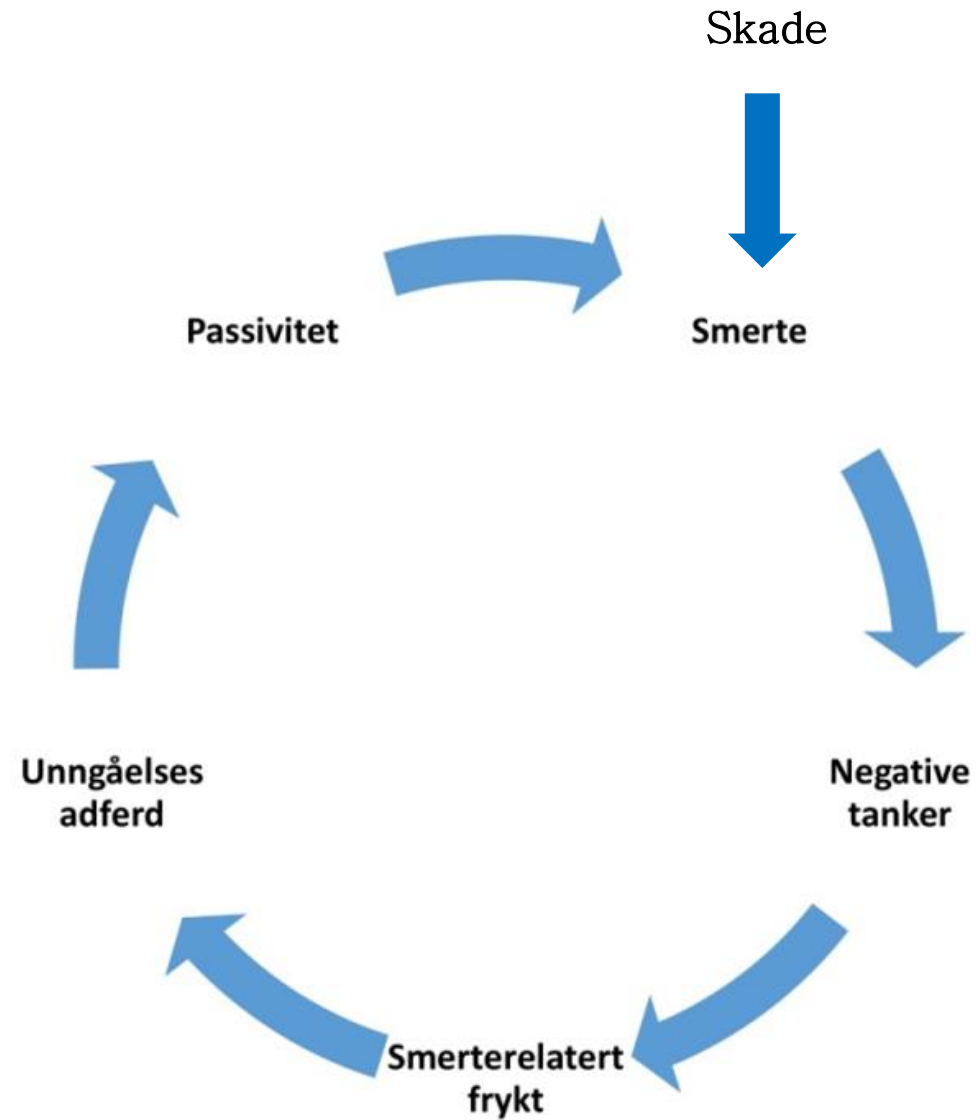 Skade
Passivitet
Smerte
Unngåelses
adferd
Negative
tanker
Smerterelatert
frykt